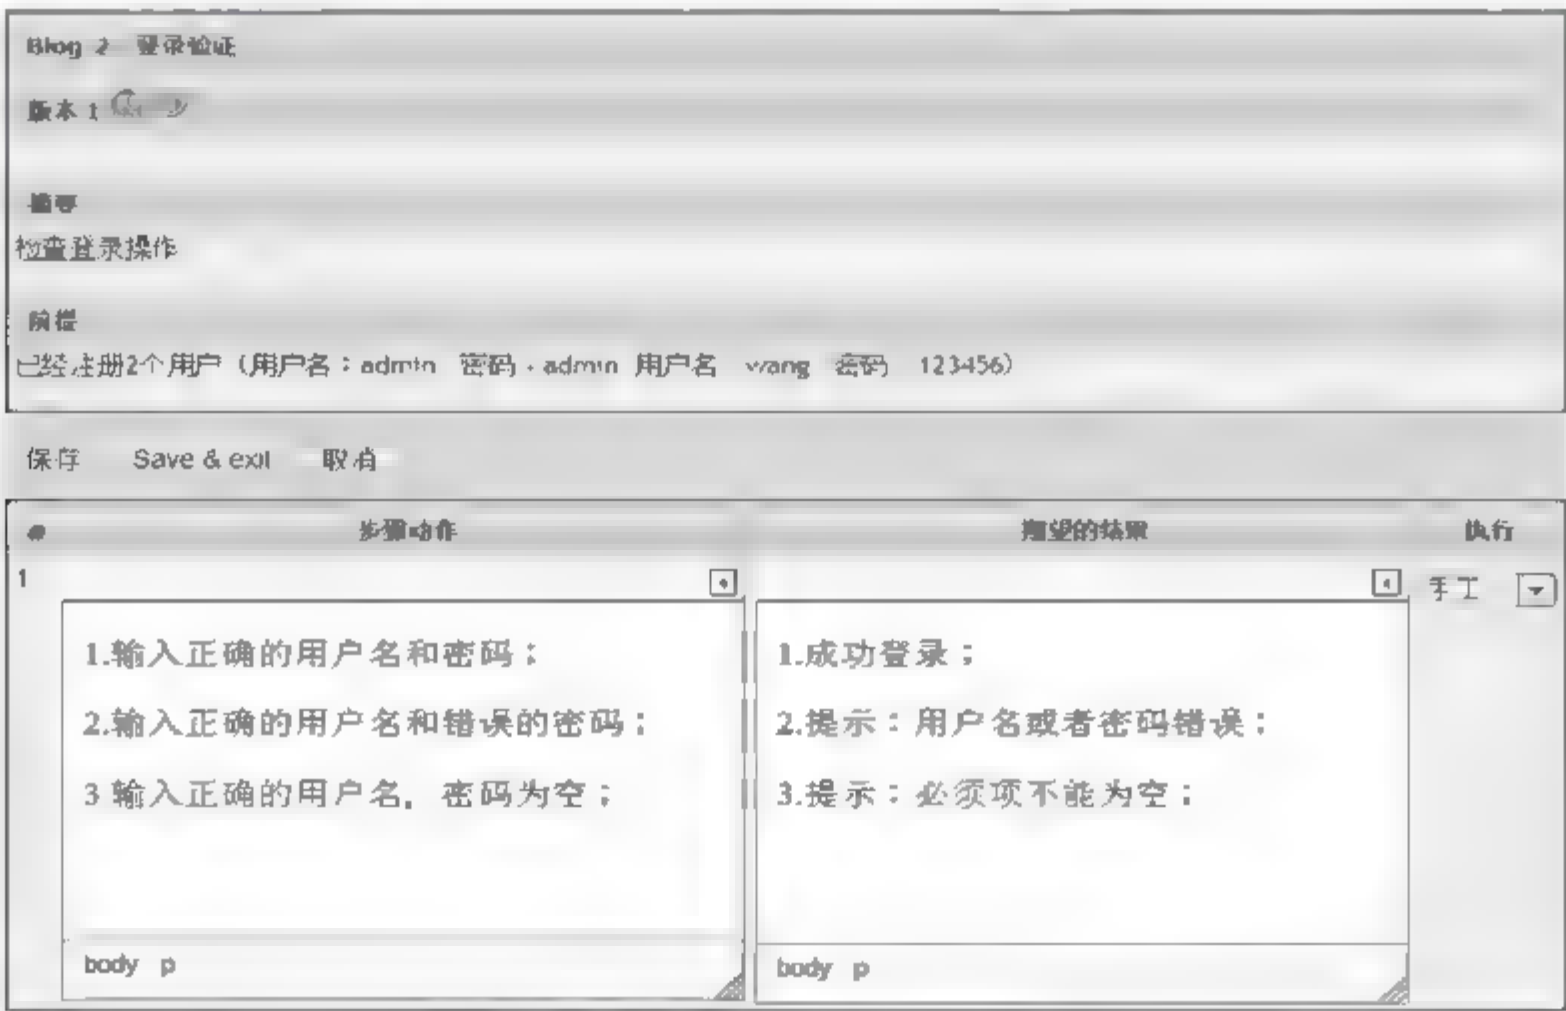 Blog 2 登录验证
版本 1
摘要
检查登录操作
前提
已经注册2个用户（用户名：admin 密码：admin 用户名 wang 密码 123456）
保存 Save & exit 取消
# 步骤动作 期望的结果 执行
1 手工
1.输入正确的用户名和密码；
2.输入正确的用户名和错误的密码；
3 输入正确的用户名，密码为空；
1.成功登录；
2.提示：用户名或者密码错误；
3.提示：必须项不能为空；
body p
body p